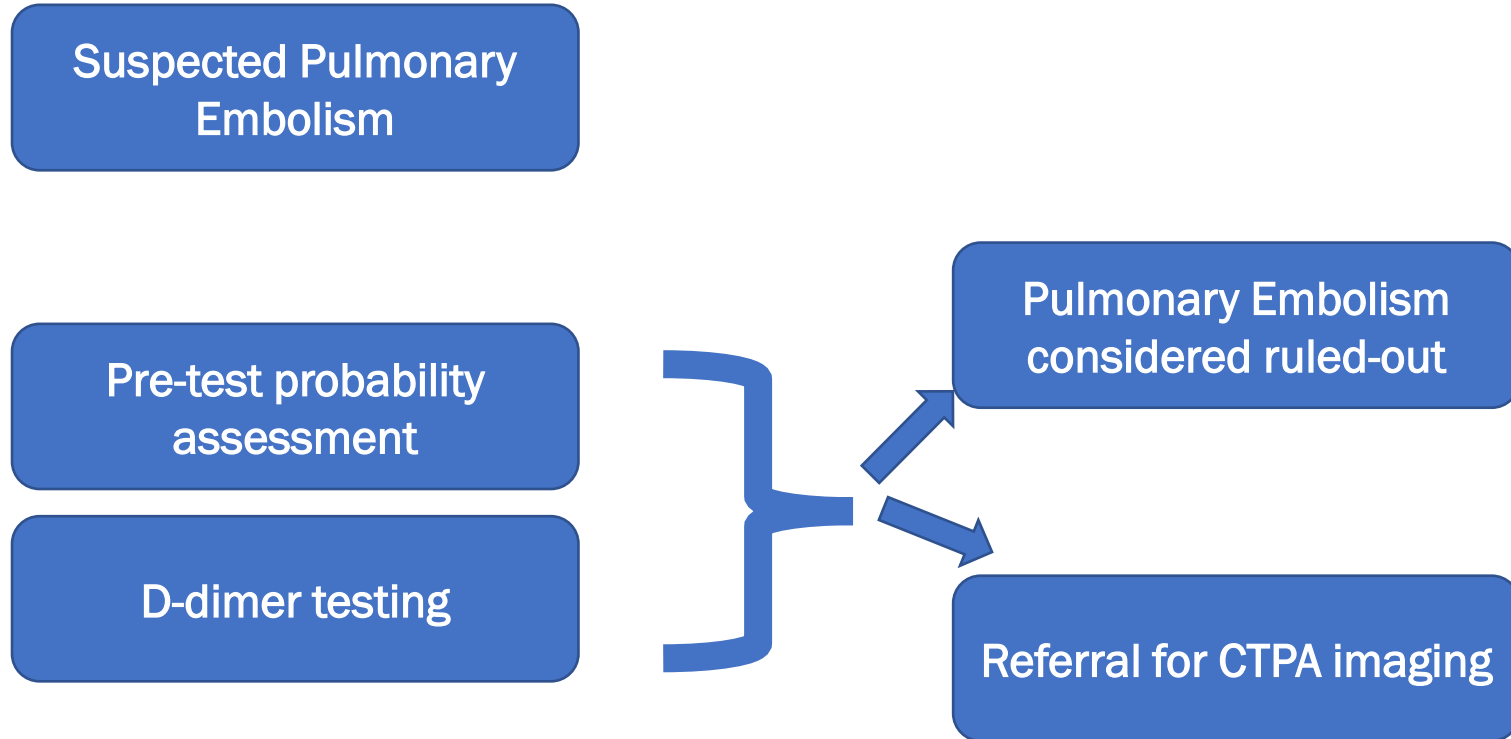 Suspected Pulmonary
Embolism
Pre-test probability
assessment
D-dimer testing
Pulmonary Embolism
considered ruled-out
Referral for CTPA imaging